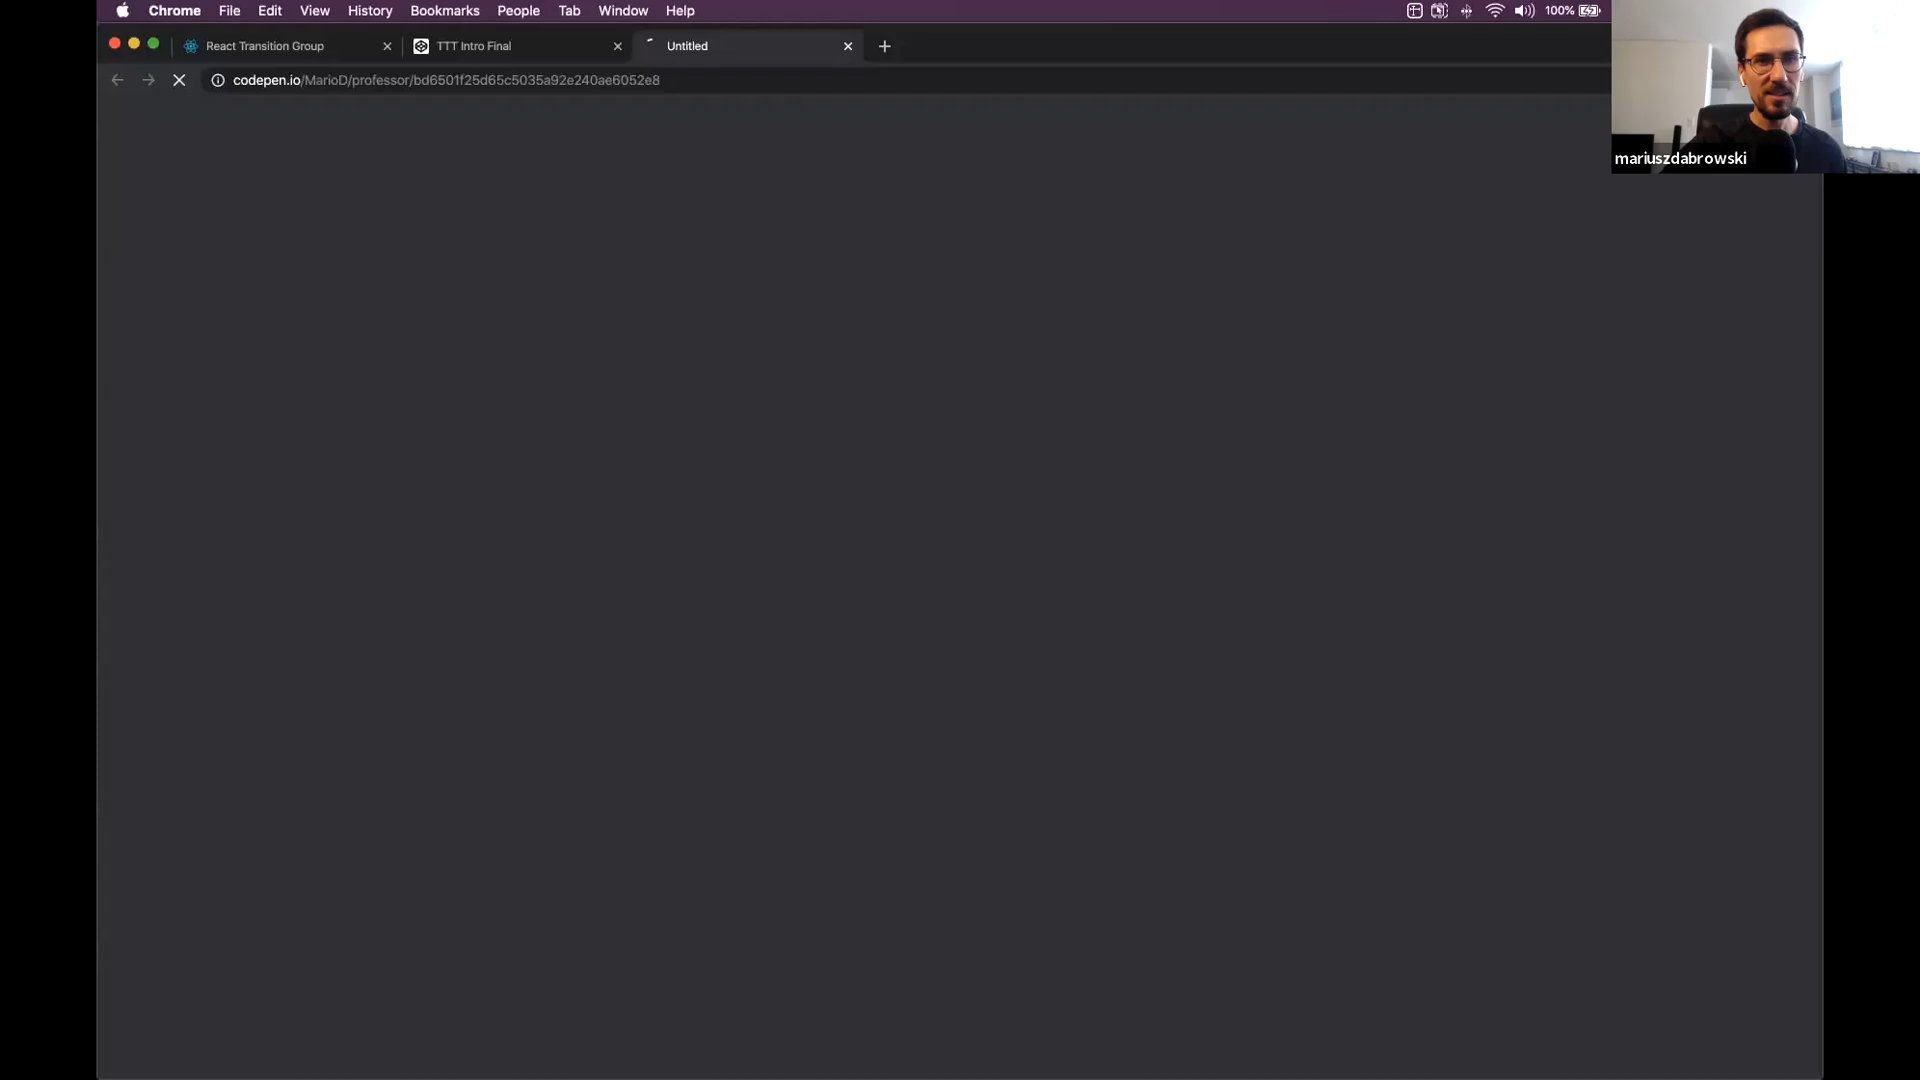 Chrome File Edit View History Bookmarks People Tab Window Help 100%
React Transition Group TTT Intro Final Untitled
codepen.io/MarioD/professor/bd6501f25d65c5035a92e240ae6052e8
mariuszdabrowski